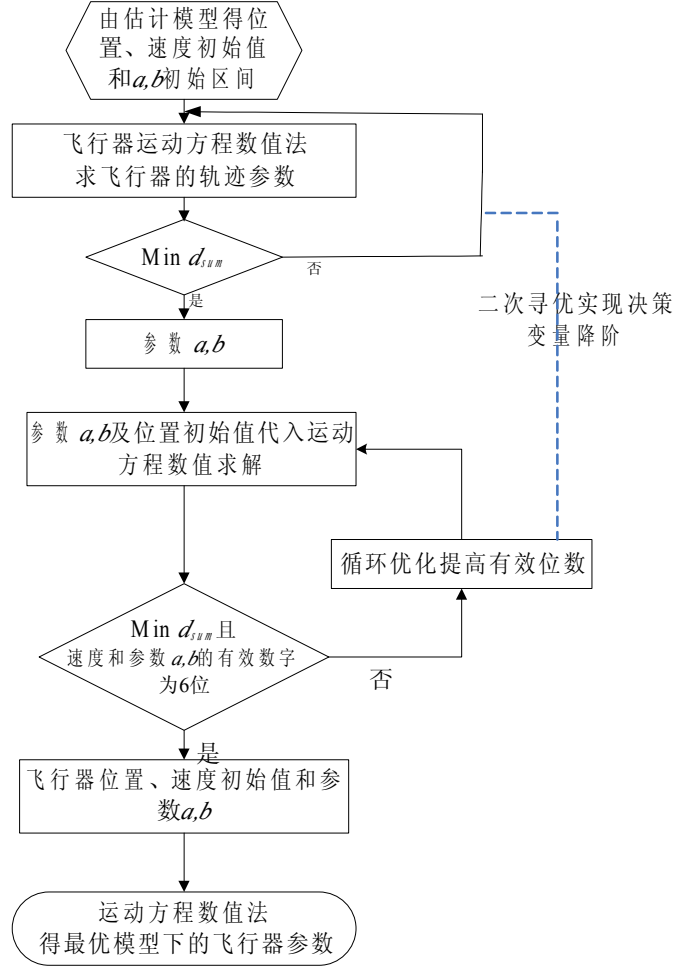 由估计模型得位
置、速度初始值
和a,b初始区间
飞行器运动方程数值法
求飞行器的轨迹参数
Min dsum
否
是
二次寻优实现决策
变量降阶
参数 a,b
参数 a,b及位置初始值代入运动
方程数值求解
循环优化提高有效位数
Min dsum且
速度和参数a,b的有效数字
为6位
否
是
飞行器位置、速度初始值和参
数a,b
运动方程数值法
得最优模型下的飞行器参数